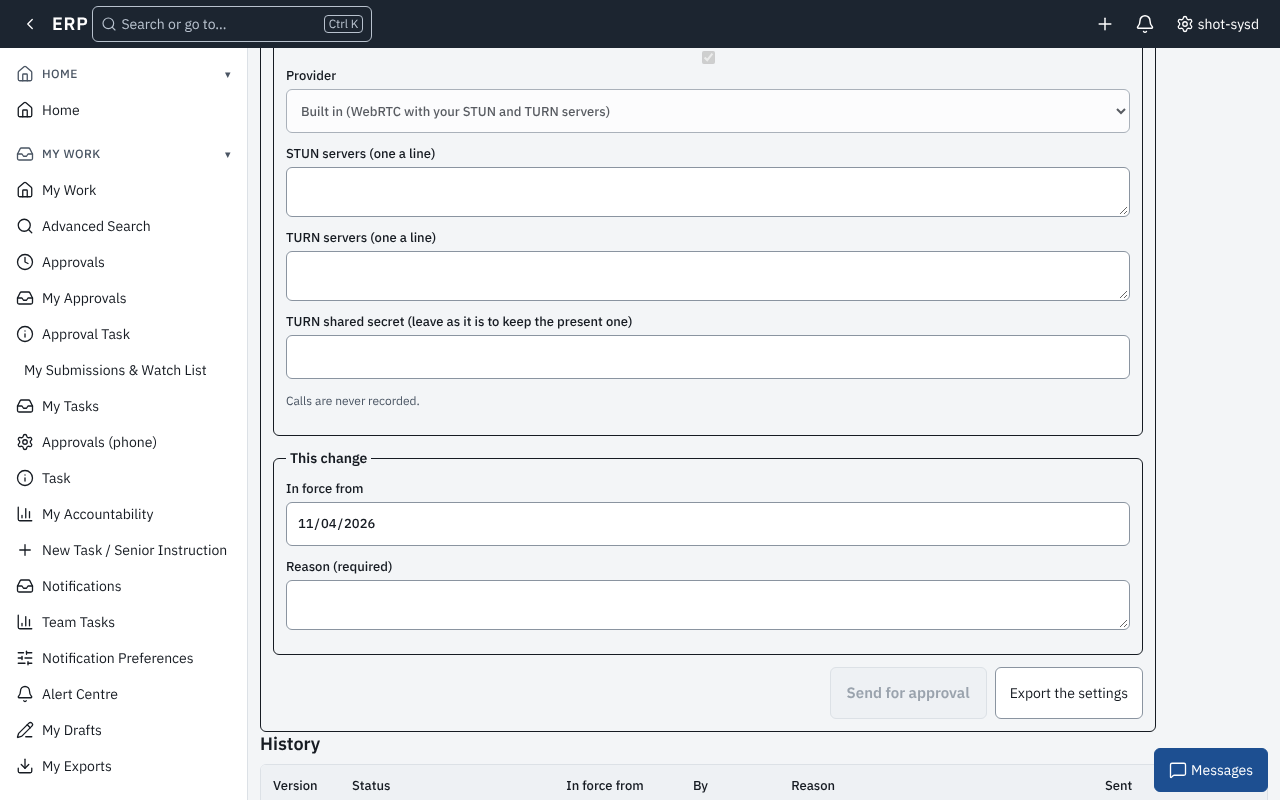 ERP
Search or go to...
Ctrl K
shot-sysd
HOME
Home
MY WORK
My Work
Advanced Search
Approvals
My Approvals
Approval Task
My Submissions & Watch List
My Tasks
Approvals (phone)
Task
My Accountability
New Task / Senior Instruction
Notifications
Team Tasks
Notification Preferences
Alert Centre
My Drafts
My Exports
Provider
Built in (WebRTC with your STUN and TURN servers)
STUN servers (one a line)
TURN servers (one a line)
TURN shared secret (leave as it is to keep the present one)
Calls are never recorded.
This change
In force from
11/04/2026
Reason (required)
Send for approval
Export the settings
History
Version Status In force from By Reason Sent
Messages